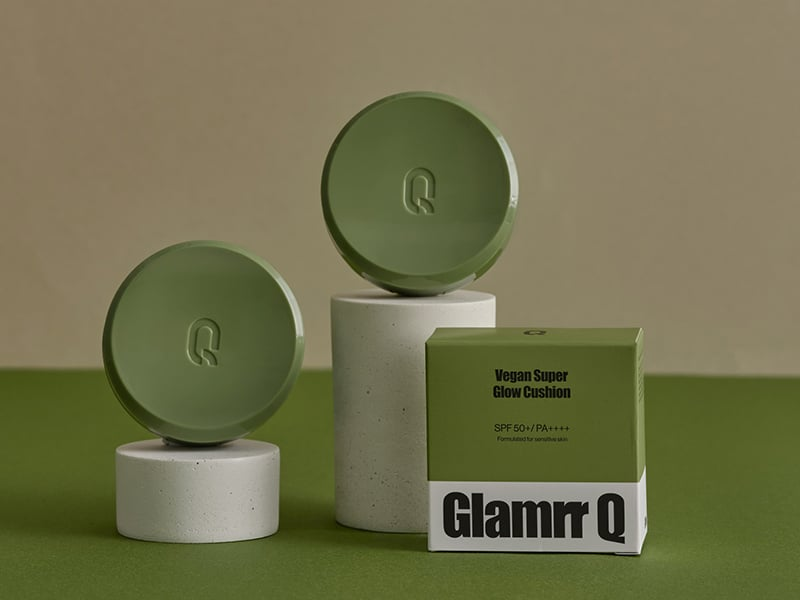 Q
Q
Q
Vegan Super
Glow Cushion
SPF 50+/ PA++++
Formulated for sensitive skin
Glamrr Q